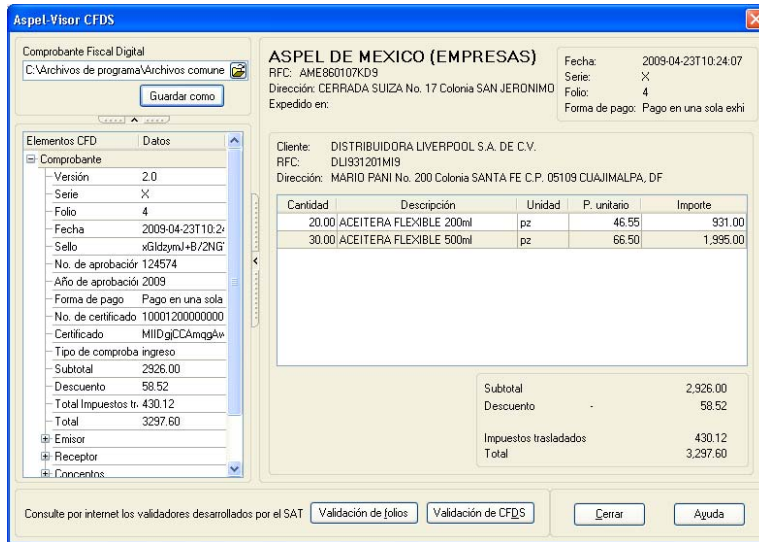 Aspel-Visor CFDS
Comprobante Fiscal Digital
C:\Archivos de programa\Archivos comune
Guardar como
Elementos CFD Datos
Comprobante
Versión 2.0
Serie X
Folio 4
Fecha 2009-04-23T10:24
Sello xGIdzymJ+B/2NG
No. de aprobación 124574
Año de aprobació 2009
Forma de pago Pago en una sola
No. de certificado 10001200000000
Certificado MIIDgjCCAmqgAw
Tipo de comproba ingreso
Subtotal 2926.00
Descuento 58.52
Total Impuestos tr 430.12
Total 3297.60
Emisor
Receptor
Conceptos
ASPEL DE MEXICO (EMPRESAS)
RFC: AME860107KD9
Dirección: CERRADA SUIZA No. 17 Colonia SAN JERONIMO
Expedido en:
Fecha: 2009-04-23T10:24:07
Serie: X
Folio: 4
Forma de pago: Pago en una sola exhi
Cliente: DISTRIBUIDORA LIVERPOOL S.A. DE C.V.
RFC: DLI931201MI9
Dirección: MARIO PANI No. 200 Colonia SANTA FE C.P. 05109 CUAJIMALPA, DF
Cantidad Descripción Unidad P. unitario Importe
20.00 ACEITERA FLEXIBLE 200ml pz 46.55 931.00
30.00 ACEITERA FLEXIBLE 500ml pz 66.50 1,995.00
Subtotal 2,926.00
Descuento - 58.52
Impuestos trasladados 430.12
Total 3,297.60
Consulte por internet los validadores desarrollados por el SAT
Validación de folios
Validación de CFDS
Cerrar
Ayuda